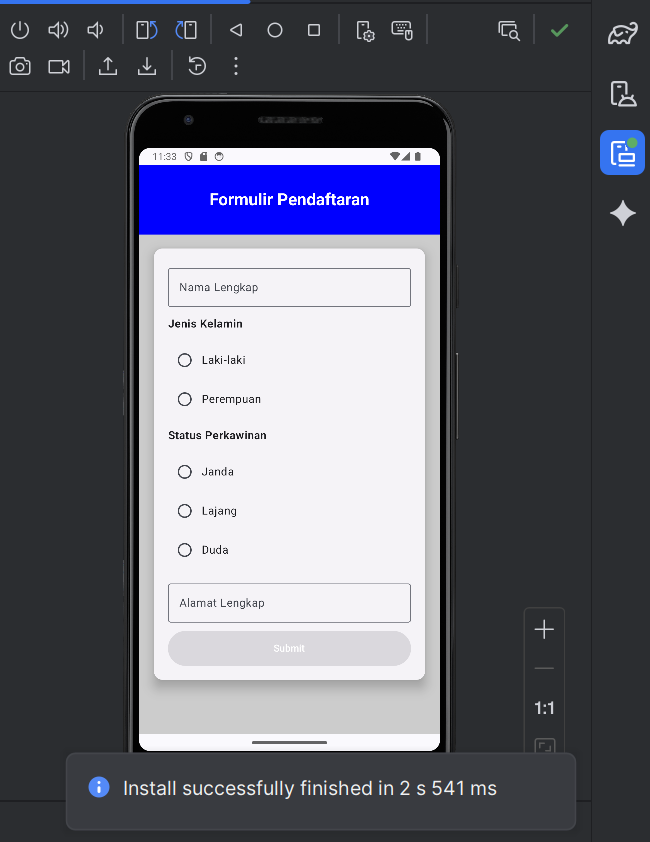 11:33
Formulir Pendaftaran
Nama Lengkap
Jenis Kelamin
Laki-laki
Perempuan
Status Perkawinan
Janda
Lajang
Duda
Alamat Lengkap
Submit
1:1
Install successfully finished in 2 s 541 ms